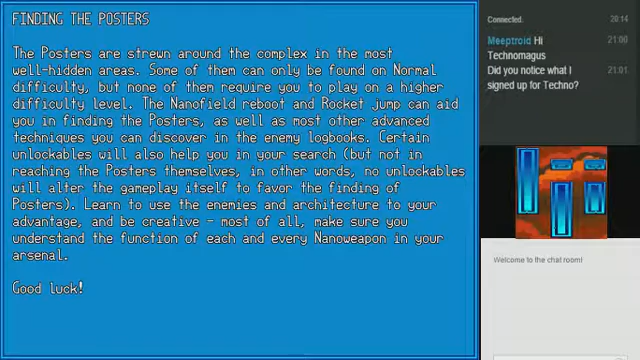 FINDING THE POSTERS
The Posters are strewn around the complex in the most
well-hidden areas. Some of them can only be found on Normal
difficulty, but none of them require you to play on a higher
difficulty level. The Nanofield reboot and Rocket jump can aid
you in finding the Posters, as well as most other advanced
techniques you can discover in the enemy logbooks. Certain
unlockables will also help you in your search (but not in
reaching the Posters themselves, in other words, no unlockables
will alter the gameplay itself to favor the finding of
Posters). Learn to use the enemies and architecture to your
advantage, and be creative - most of all, make sure you
understand the function of each and every Nanoweapon in your
arsenal.
Good luck!
Connected. 20:14
Meeptroid Hi 21:00
Technomagus
Did you notice what I 21:01
signed up for Techno?
Welcome to the chat room!